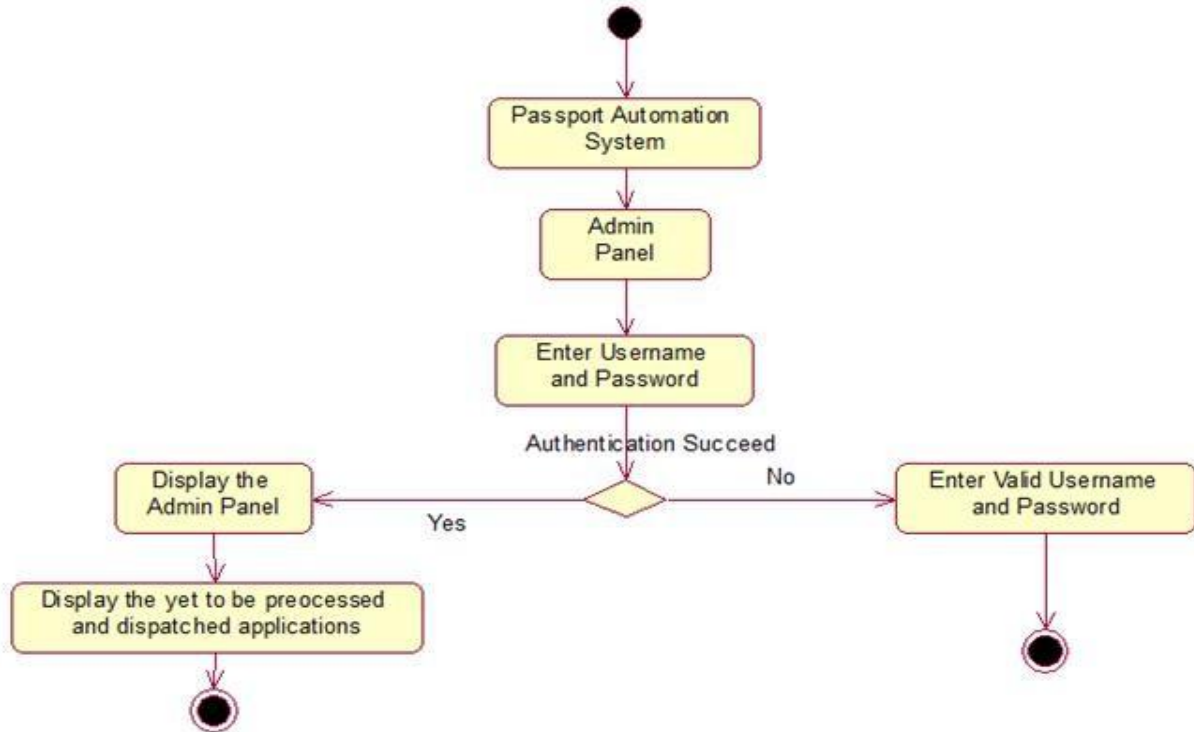 Passport Automation
System
Admin
Panel
Enter Username
and Password
Authentication Succeed
Display the
Admin Panel
Yes
No
Enter Valid Username
and Password
Display the yet to be preocessed
and dispatched applications